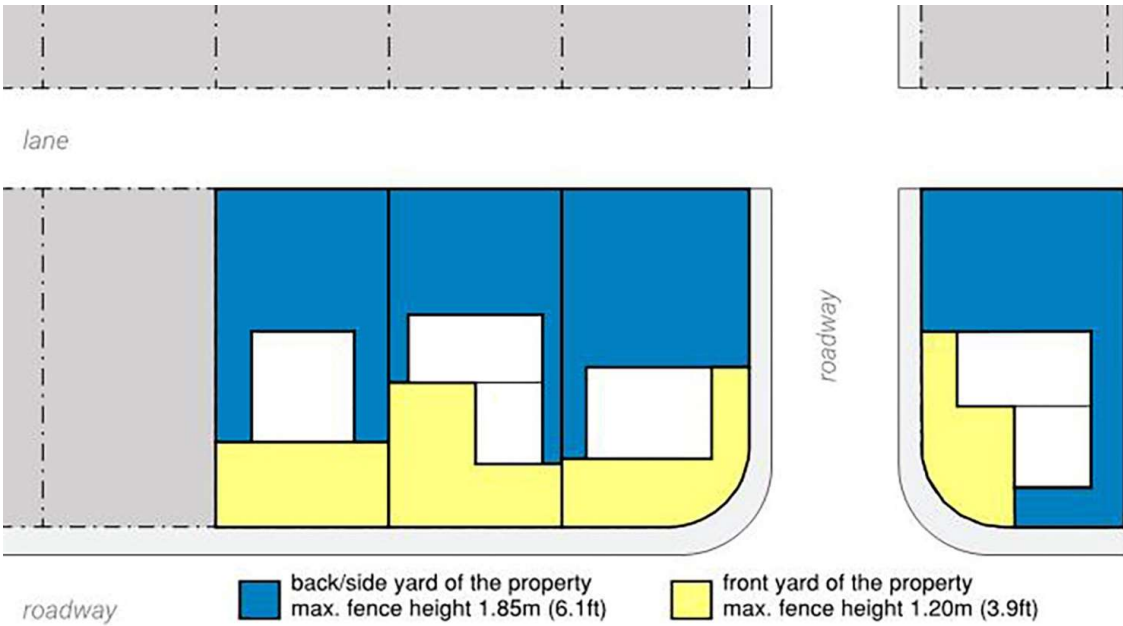 lane
roadway
back/side yard of the property
max. fence height 1.85m (6.1ft)
front yard of the property
max. fence height 1.20m (3.9ft)
roadway